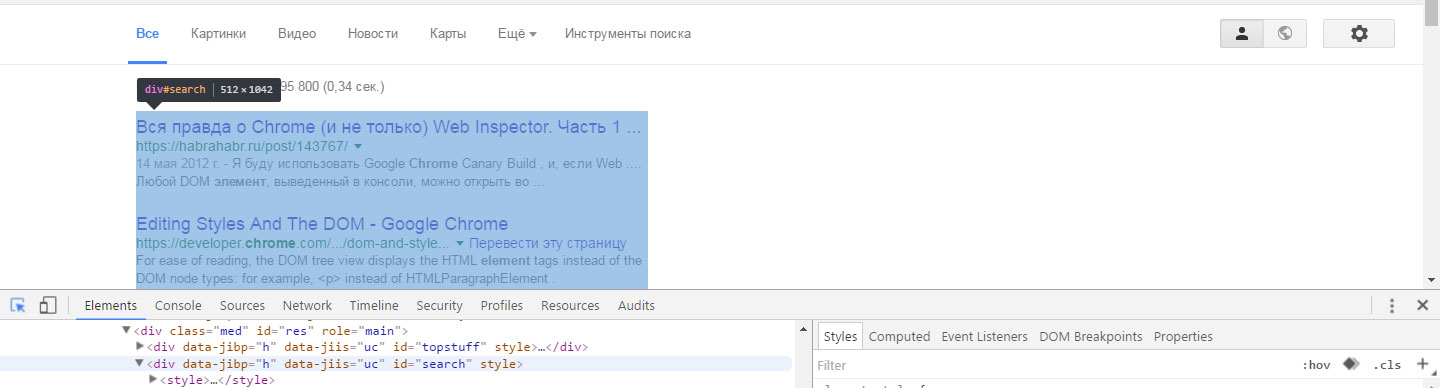 Все Картинки Видео Новости Карты Ещё Инструменты поиска
div#search 512 × 1042 95 800 (0,34 сек.)
Вся правда о Chrome (и не только) Web Inspector. Часть 1 ...
https://habrahabr.ru/post/143767/
14 мая 2012 г. - Я буду использовать Google Chrome Canary Build , и, если Web ....
Любой DOM элемент, выведенный в консоли, можно открыть во ...
Editing Styles And The DOM - Google Chrome
https://developer.chrome.com/.../dom-and-style... Перевести эту страницу
For ease of reading, the DOM tree view displays the HTML element tags instead of the
DOM node types: for example, <p> instead of HTMLParagraphElement .
Elements Console Sources Network Timeline Security Profiles Resources Audits
<div class="med" id="res" role="main">
<div data-jibp="h" data-jiis="uc" id="topstuff" style>…</div>
<div data-jibp="h" data-jiis="uc" id="search" style>
<style>…</style>
Styles Computed Event Listeners DOM Breakpoints Properties
Filter :hov .cls +